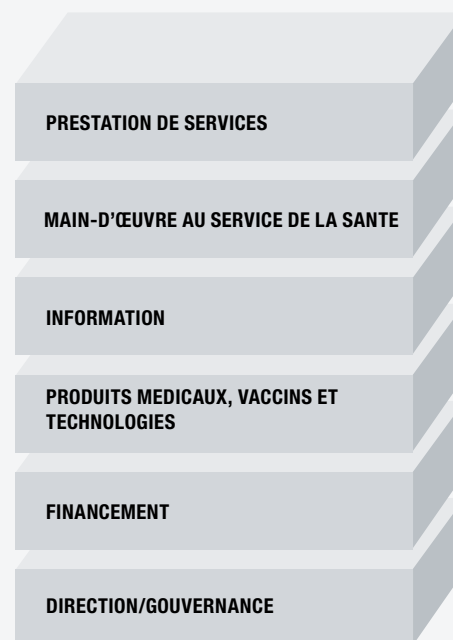 PRESTATION DE SERVICES
MAIN-D’ŒUVRE AU SERVICE DE LA SANTE
INFORMATION
PRODUITS MEDICAUX, VACCINS ET
TECHNOLOGIES
FINANCEMENT
DIRECTION/GOUVERNANCE